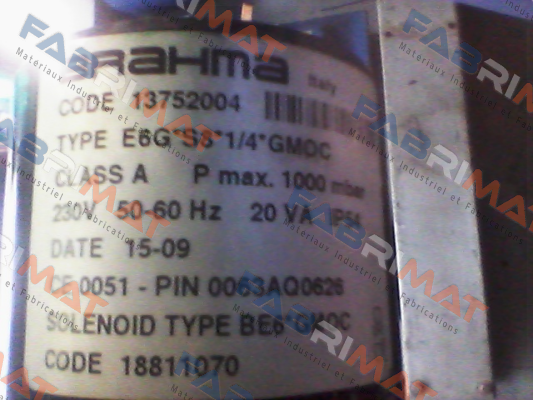 BRAHMA
Italy
CODE 13752004
TYPE E6G*S8*1/4*GMOC
CLASS A P max. 1000 mbar
230V 50-60 Hz 20 VA IP54
DATE 15-09
CE 0051 - PIN 0063AQ0626
SOLENOID TYPE BE6*GMOC
CODE 18811070
FABRIMAT
Materiaux Industriel et Fabrications